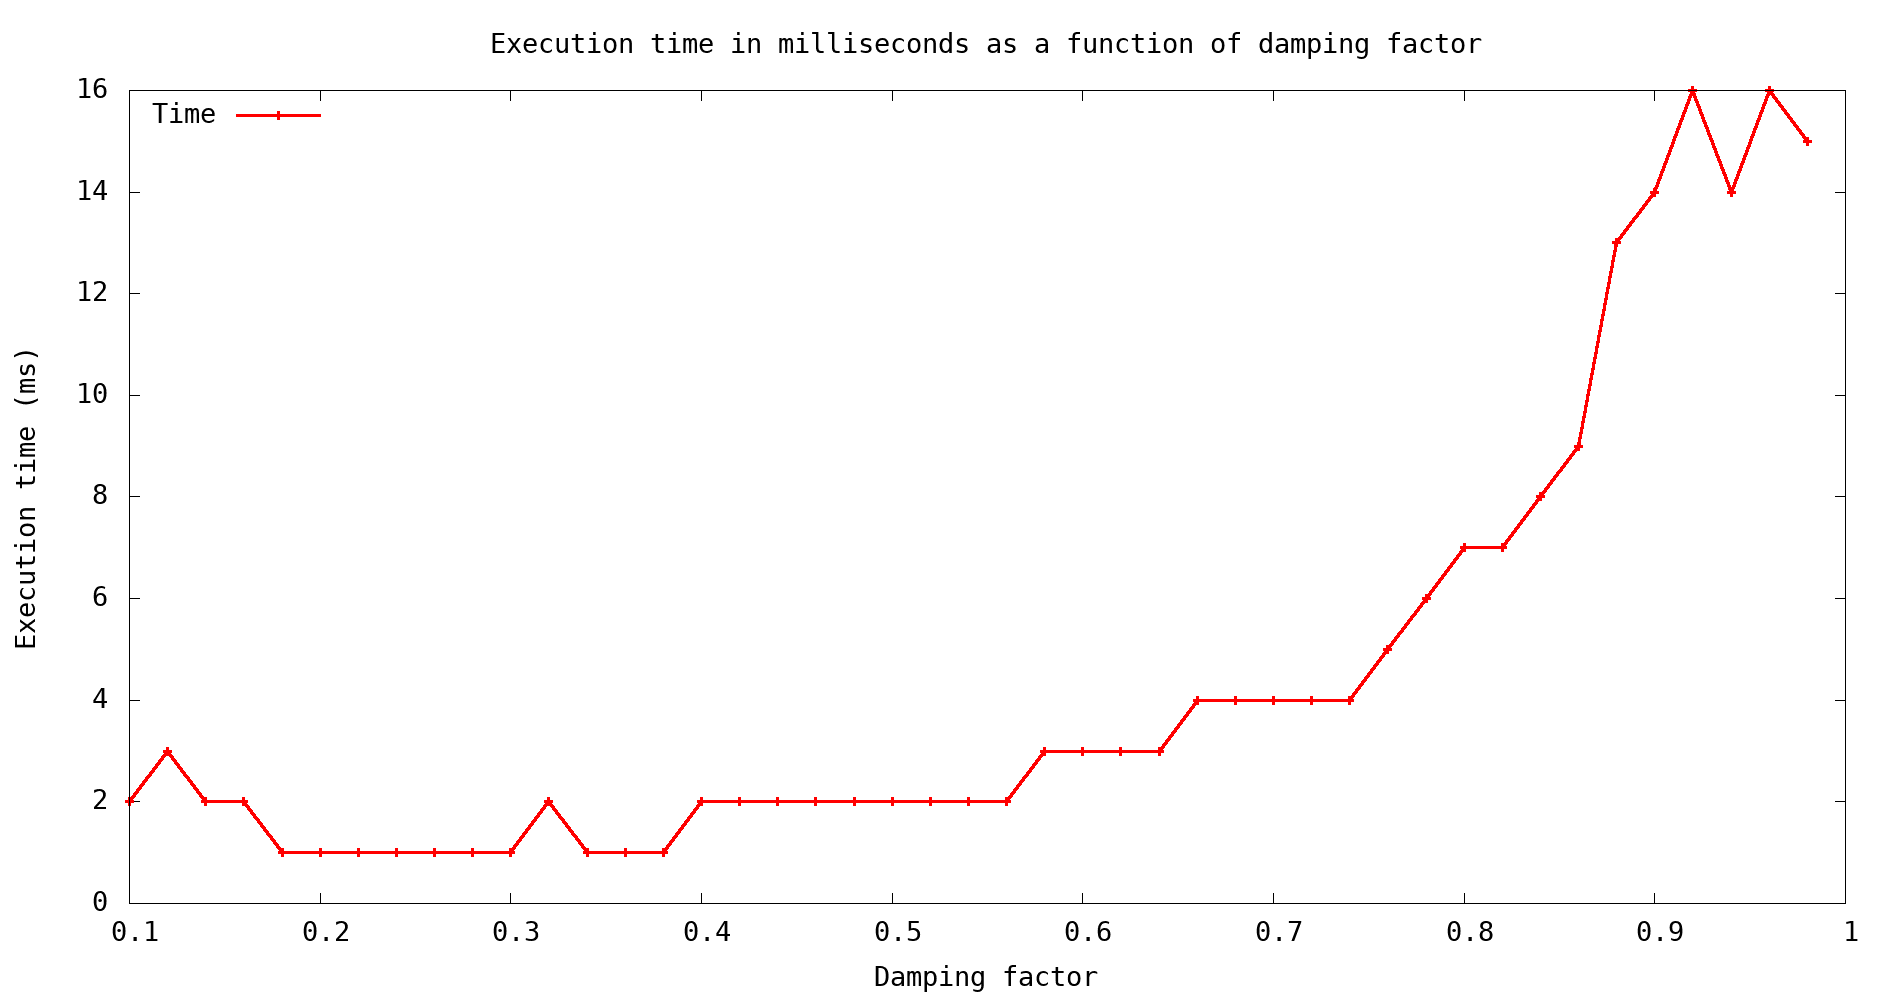 Execution time in milliseconds as a function of damping factor
Time
16
14
12
10
8
6
4
2
0
Execution time (ms)
0.1 0.2 0.3 0.4 0.5 0.6 0.7 0.8 0.9 1
Damping factor